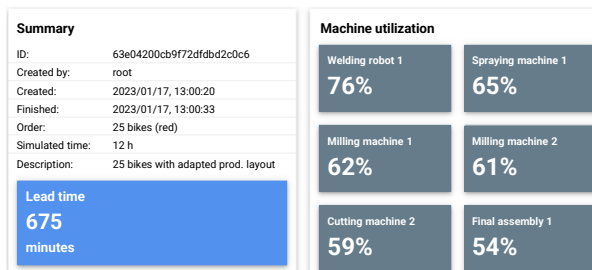 Summary
ID: 63e04200cb9f72dfdbd2c0c6
Created by: root
Created: 2023/01/17, 13:00:20
Finished: 2023/01/17, 13:00:33
Order: 25 bikes (red)
Simulated time: 12 h
Description: 25 bikes with adapted prod. layout
Lead time
675
minutes
Machine utilization
Welding robot 1
76%
Spraying machine 1
65%
Milling machine 1
62%
Milling machine 2
61%
Cutting machine 2
59%
Final assembly 1
54%